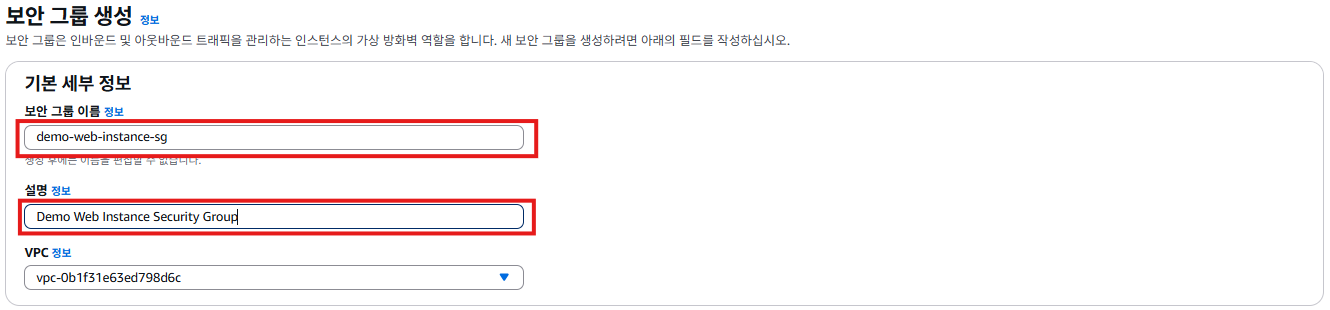 보안 그룹 생성 정보
보안 그룹은 인바운드 및 아웃바운드 트래픽을 관리하는 인스턴스의 가상 방화벽 역할을 합니다. 새 보안 그룹을 생성하려면 아래의 필드를 작성하십시오.
기본 세부 정보
보안 그룹 이름 정보
demo-web-instance-sg
생성 후에는 이름을 편집할 수 없습니다.
설명 정보
Demo Web Instance Security Group
VPC 정보
vpc-0b1f31e63ed798d6c